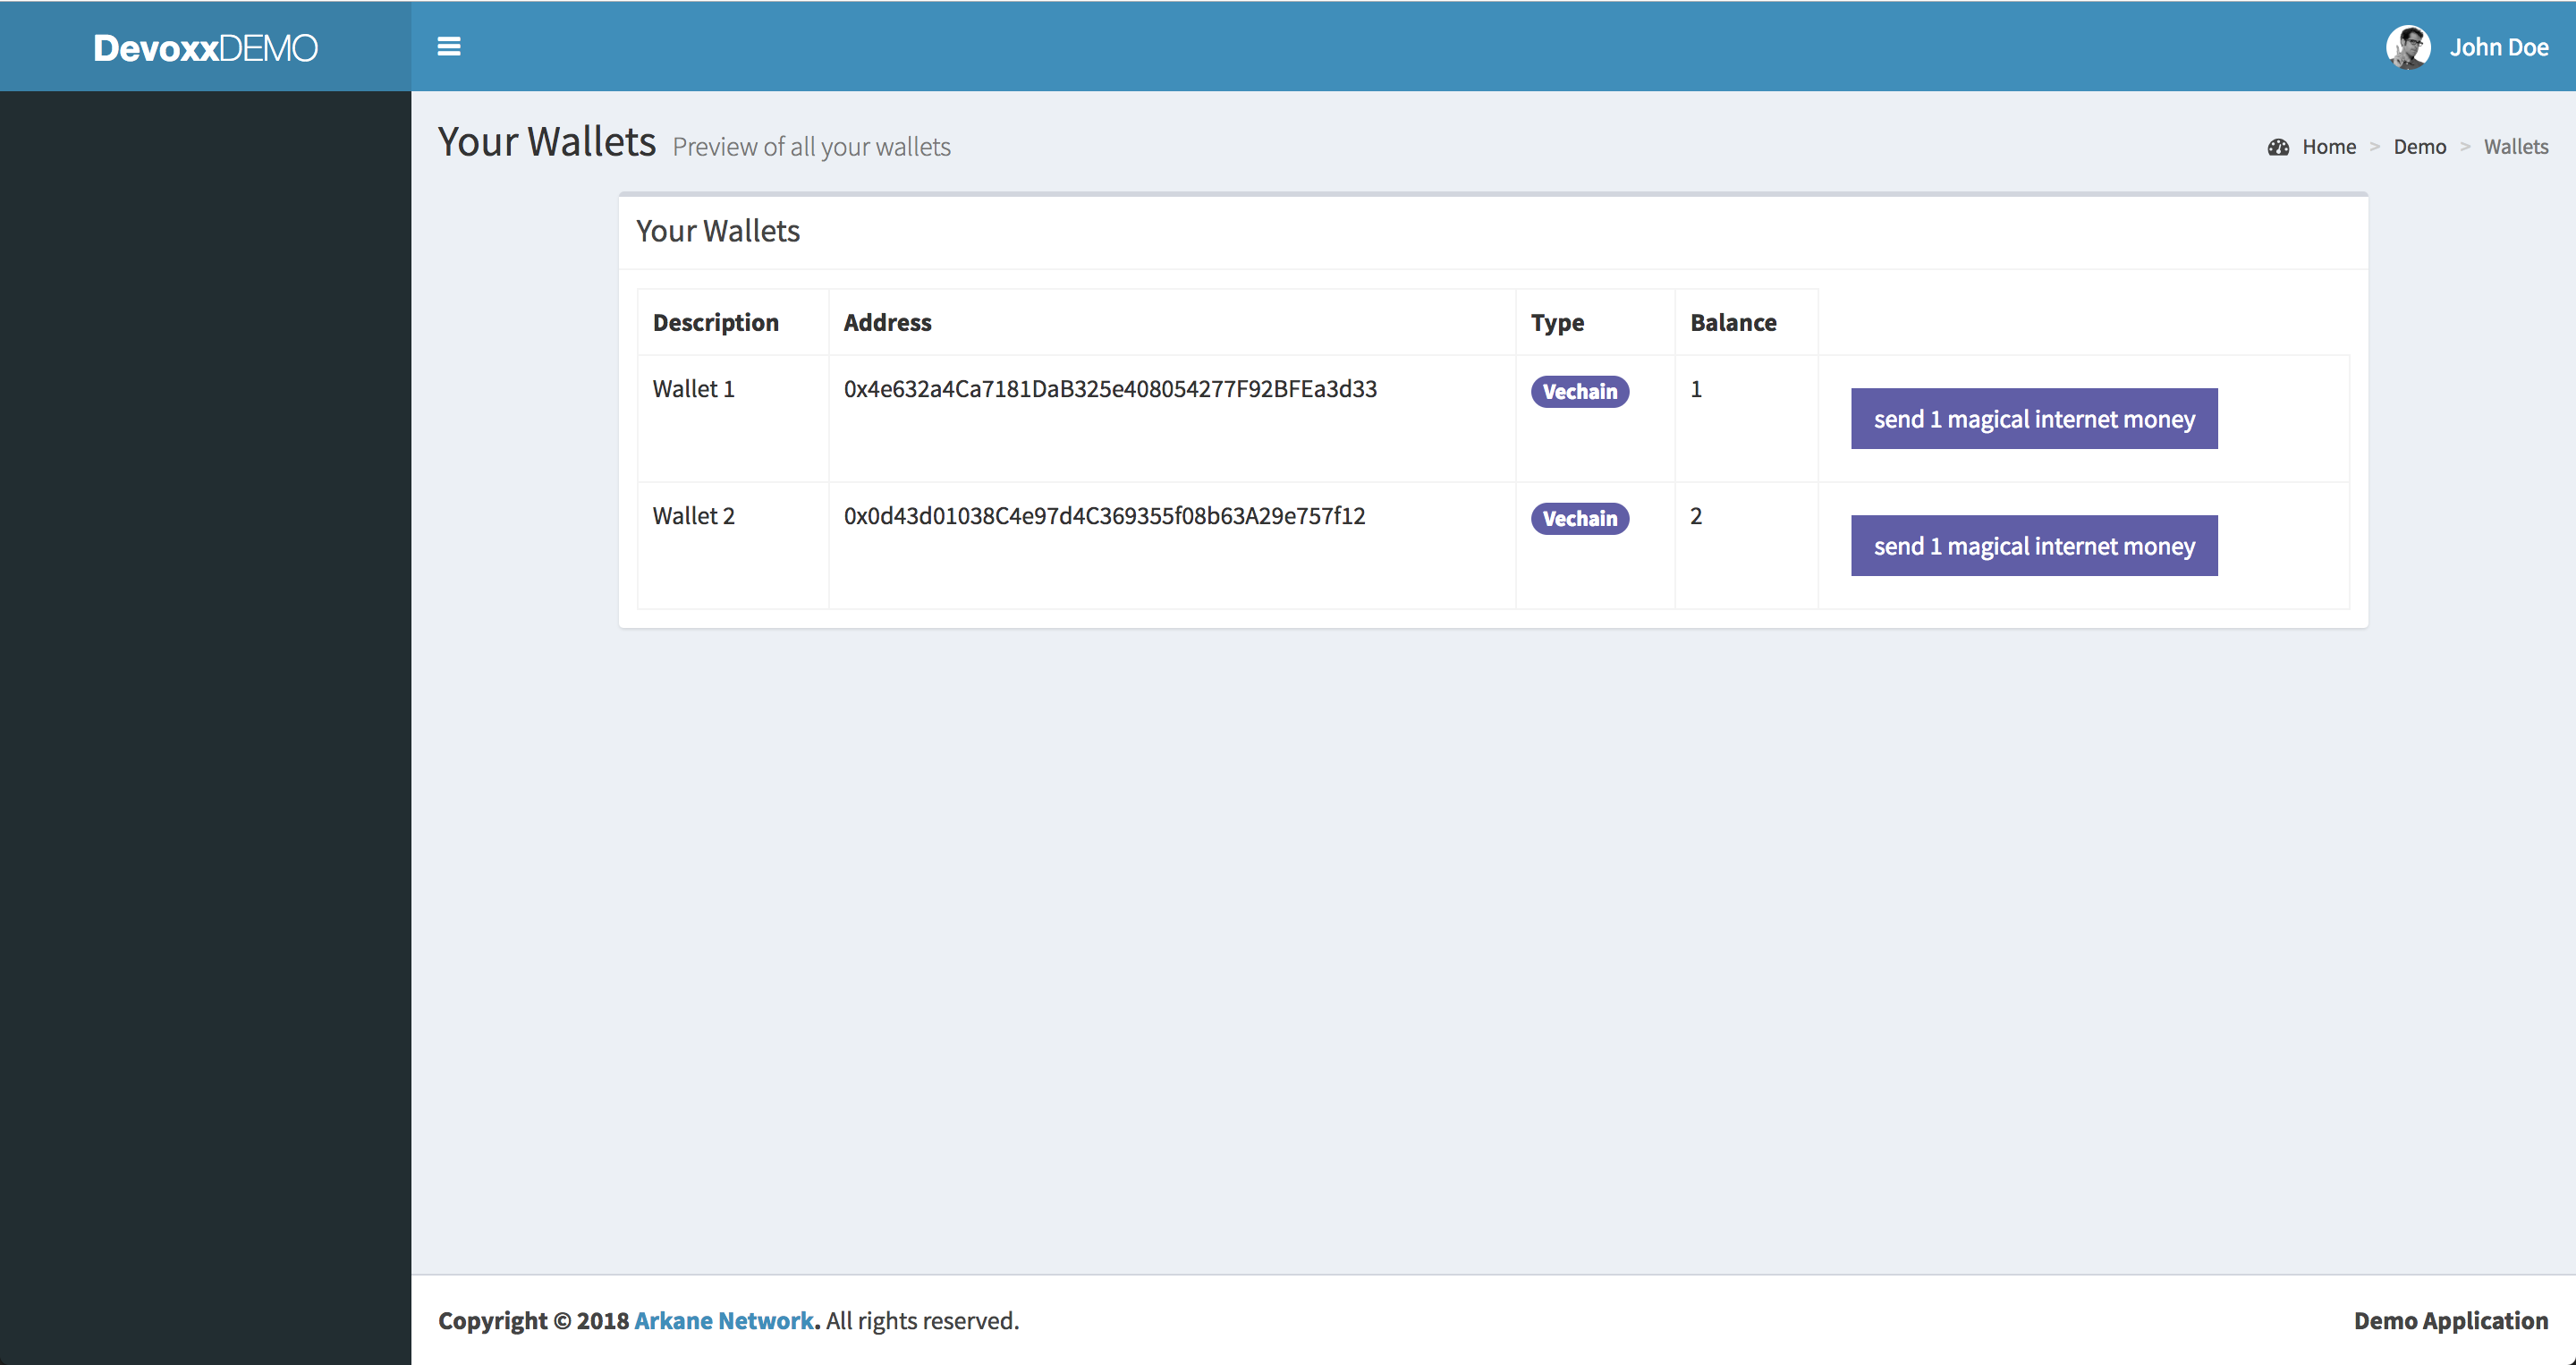 DevoxxDEMO
John Doe
Your Wallets Preview of all your wallets
Home > Demo > Wallets
Your Wallets
Description Address Type Balance
Wallet 1 0x4e632a4Ca7181DaB325e408054277F92BFEa3d33 Vechain 1 send 1 magical internet money
Wallet 2 0x0d43d01038C4e97d4C369355f08b63A29e757f12 Vechain 2 send 1 magical internet money
Copyright © 2018 Arkane Network. All rights reserved.
Demo Application